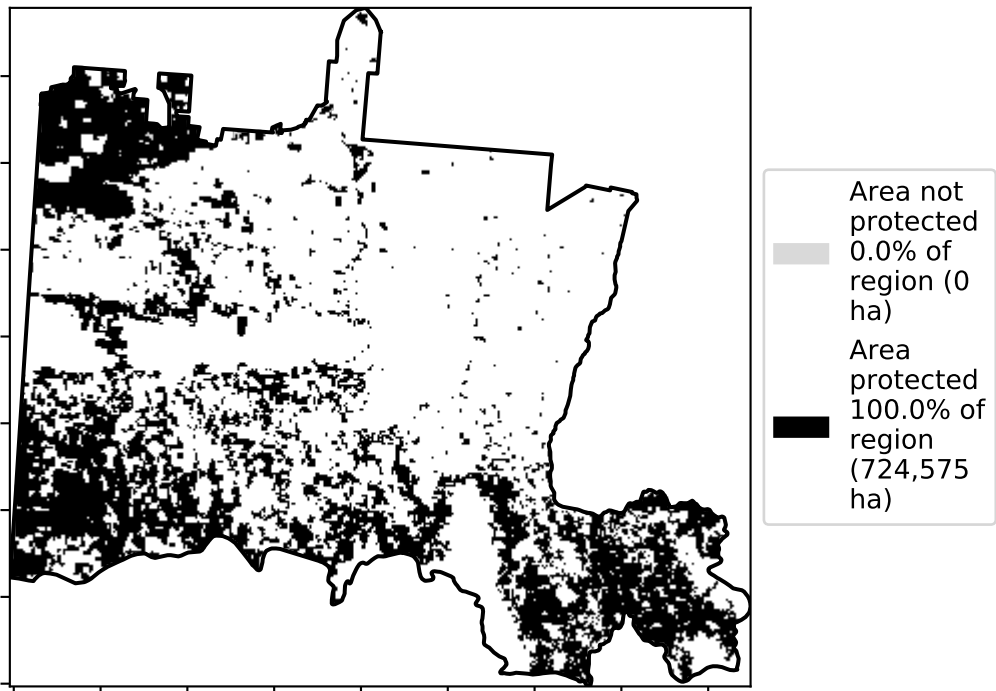 Area not
protected
0.0% of
region (0
ha)
Area
protected
100.0% of
region
(724,575
ha)